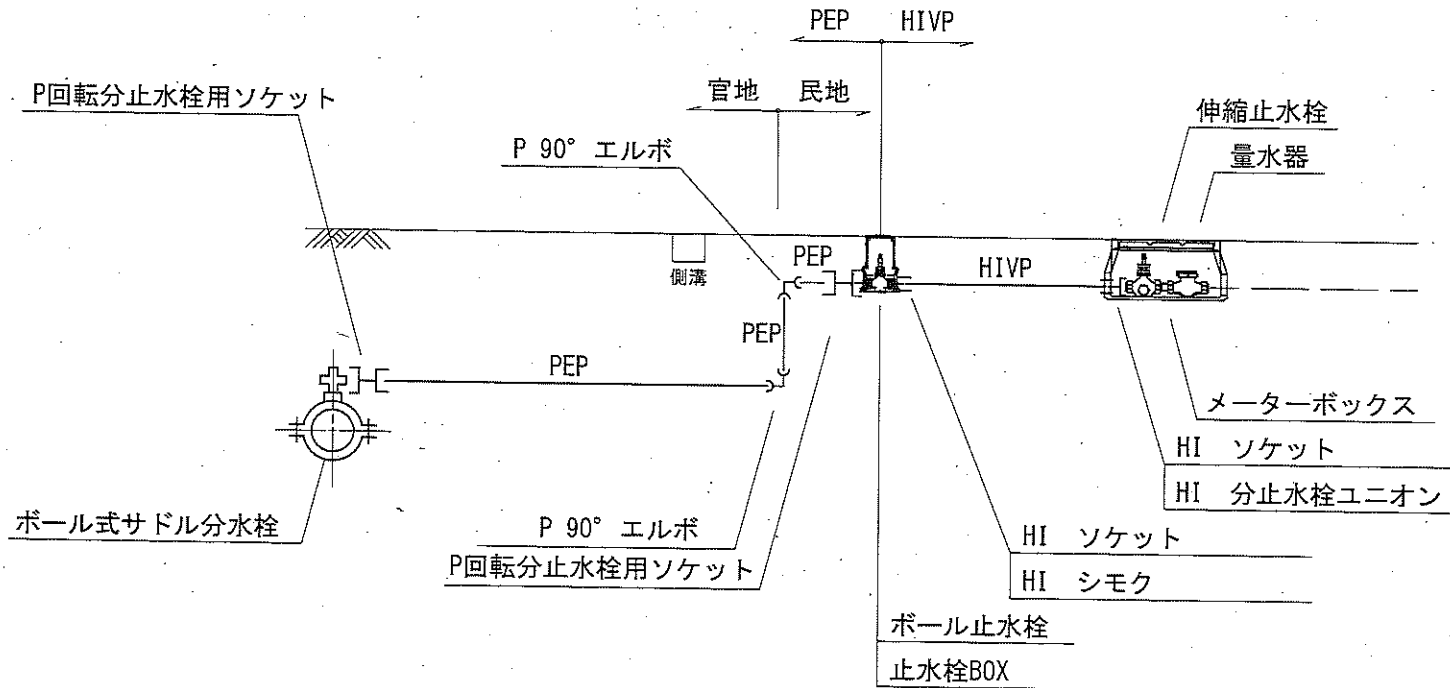 PEP HIVP
P回転分止水栓用ソケット
官地 民地
伸縮止水栓
P 90° エルボ
量水器
PEP
HIVP
側溝
PEP
PEP
メーターボックス
HI ソケット
HI 分止水栓ユニオン
ボール式サドル分水栓
P 90° エルボ
P回転分止水栓用ソケット
HI ソケット
HI シモク
ボール止水栓
止水栓BOX